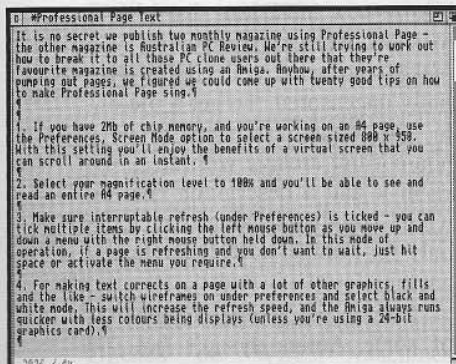 *Professional Page Text
It is no secret we publish two monthly magazine using Professional Page -
the other magazine is Australian PC Review. We're still trying to work out
how to break it to all those PC clone users out there that they're
favourite magazine is created using an Amiga. Anyhow, after years of
pumping out pages, we figured we could come up with twenty good tips on how
to make Professional Page sing.¶
¶
¶
1. If you have 2Mb of chip memory, and you're working on an A4 page, use
the Preferences, Screen Mode option to select a screen sized 800 x 950.
With this setting you'll enjoy the benefits of a virtual screen that you
can scroll around in an instant. ¶
¶
2. Select your magnification level to 100% and you'll be able to see and
read an entire A4 page.¶
¶
3. Make sure interruptable refresh (under Preferences) is ticked - you can
tick multiple items by clicking the left mouse button as you move up and
down a menu with the right mouse button held down. In this mode of
operation, if a page is refreshing and you don't want to wait, just hit
space or activate the menu you require.¶
¶
4. For making text corrects on a page with a lot of other graphics, fills
and the like - switch wireframes on under preferences and select black and
white mode. This will increase the refresh speed, and the Amiga always runs
quicker with less colours being displays (unless you're using a 24-bit
graphics card).¶
¶